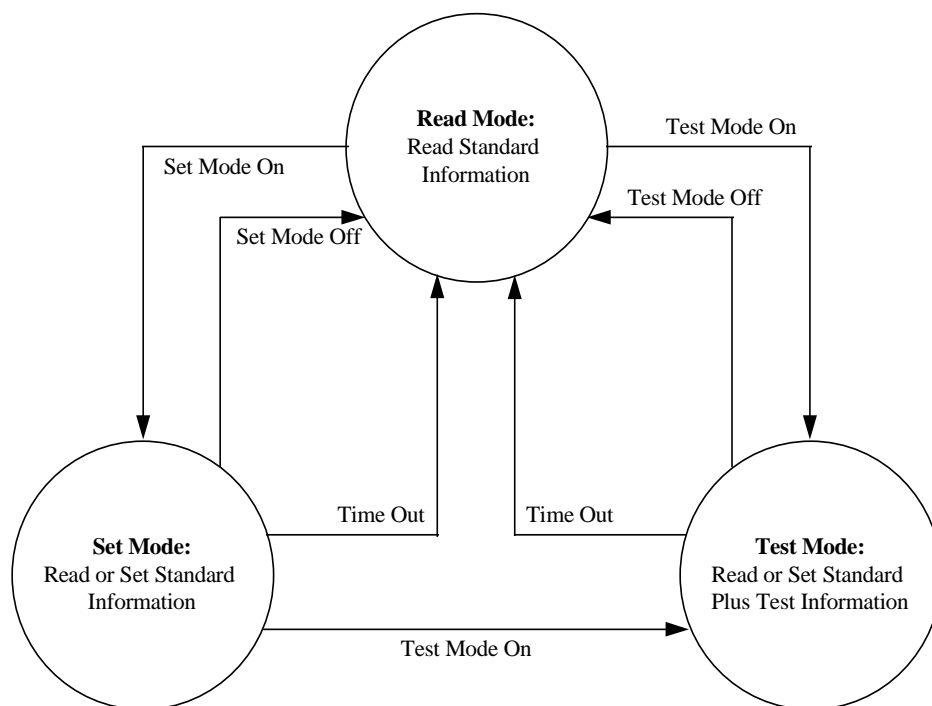 Read Mode:
Read Standard
Information
Test Mode On
Set Mode On
Test Mode Off
Set Mode Off
Time Out
Time Out
Set Mode:
Read or Set Standard
Information
Test Mode:
Read or Set Standard
Plus Test Information
Test Mode On